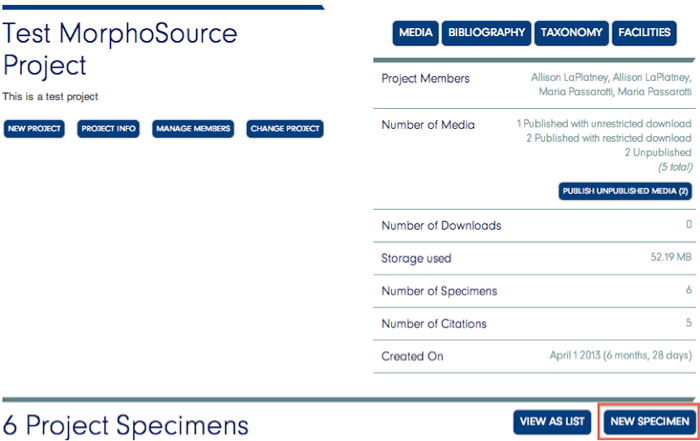 Test MorphoSource
Project
This is a test project
NEW PROJECT PROJECT INFO MANAGE MEMBERS CHANGE PROJECT
MEDIA BIBLIOGRAPHY TAXONOMY FACILITIES
Project Members Allison LaPlatney, Allison LaPlatney,
Maria Passarotti, Maria Passarotti
Number of Media 1 Published with unrestricted download
2 Published with restricted download
2 Unpublished
(5 total)
PUBLISH UNPUBLISHED MEDIA (2)
Number of Downloads 0
Storage used 52.19 MB
Number of Specimens 6
Number of Citations 5
Created On April 1 2013 (6 months, 28 days)
6 Project Specimens VIEW AS LIST NEW SPECIMEN